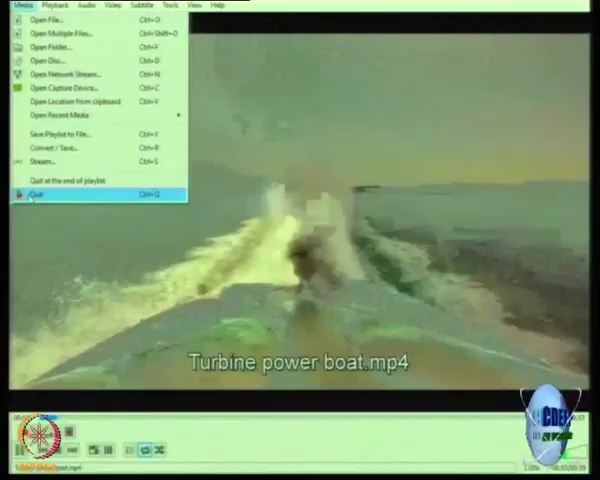 Media Playback Audio Video Subtitle Tools View Help
Open File... Ctrl+O
Open Multiple Files... Ctrl+Shift+O
Open Folder... Ctrl+F
Open Disc... Ctrl+D
Open Network Stream... Ctrl+N
Open Capture Device... Ctrl+C
Open Location from clipboard Ctrl+V
Open Recent Media
Save Playlist to File... Ctrl+Y
Convert / Save... Ctrl+R
Stream... Ctrl+S
Quit at the end of playlist
Quit Ctrl+Q
Turbine power boat.mp4